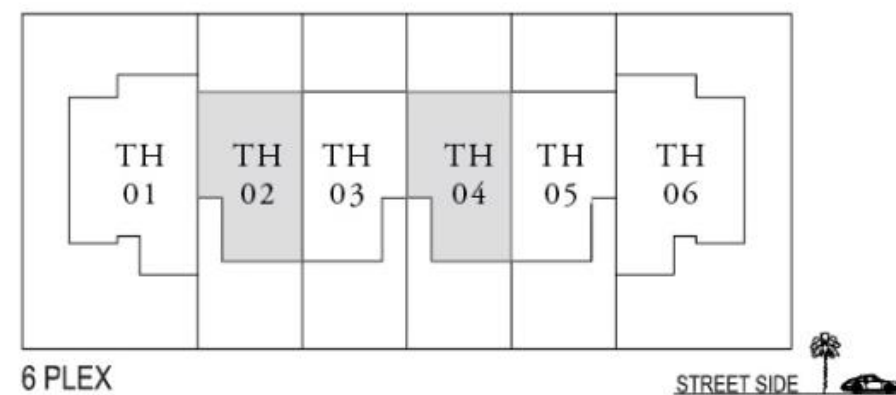 TH
01
TH
02
TH
03
TH
04
TH
05
TH
06
6 PLEX
STREET SIDE